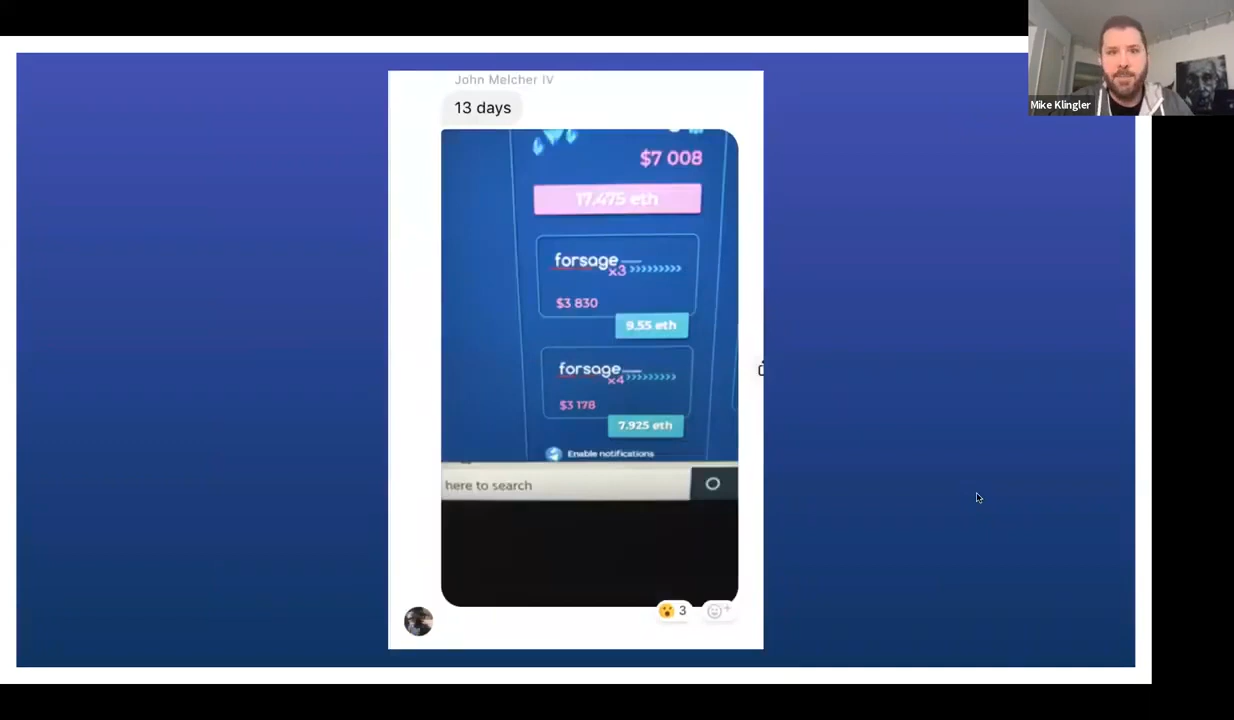 John Melcher IV
13 days
$7 008
17.475 eth
forsage
x3 >>>>>>>>>
$3 830
9.55 eth
forsage
x4 >>>>>>>>>
$3 178
7.925 eth
Enable notifications
here to search
3
Mike Klingler